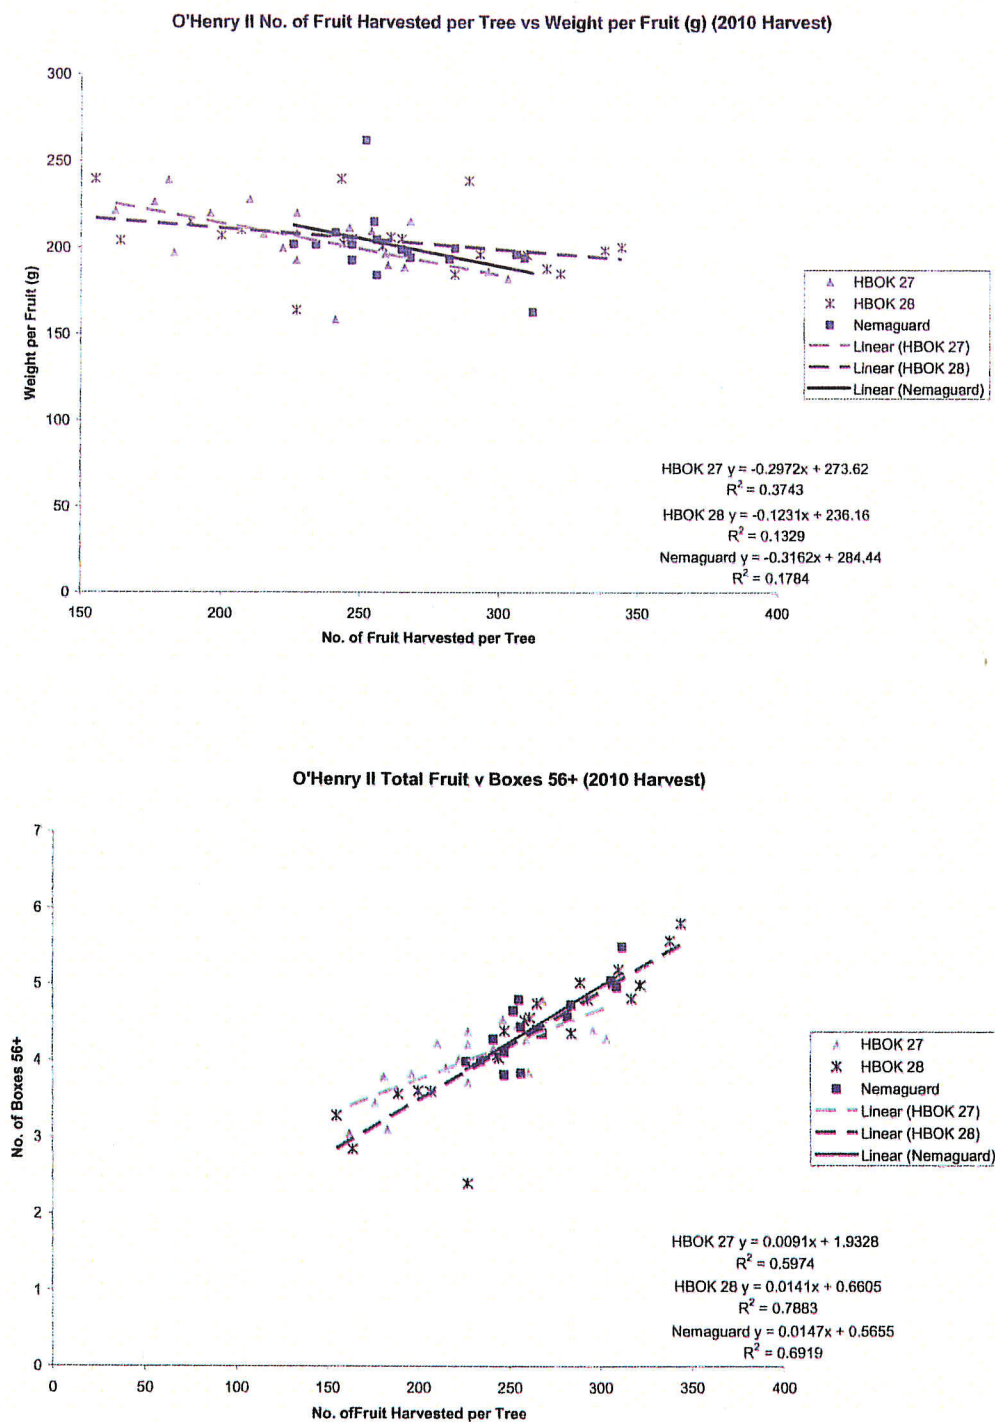 O'Henry II No. of Fruit Harvested per Tree vs Weight per Fruit (g) (2010 Harvest)
300
250
200
150
100
50
0
Weight per Fruit (g)
150
200
250
300
350
400
No. of Fruit Harvested per Tree
HBOK 27
HBOK 28
Nemaguard
Linear (HBOK 27)
Linear (HBOK 28)
Linear (Nemaguard)
HBOK 27 y = -0.2972x + 273.62
R² = 0.3743
HBOK 28 y = -0.1231x + 236.16
R² = 0.1329
Nemaguard y = -0.3162x + 284.44
R² = 0.1784
O'Henry II Total Fruit v Boxes 56+ (2010 Harvest)
7
6
5
4
3
2
1
0
No. of Boxes 56+
0
50
100
150
200
250
300
350
400
No. ofFruit Harvested per Tree
HBOK 27
HBOK 28
Nemaguard
Linear (HBOK 27)
Linear (HBOK 28)
Linear (Nemaguard)
HBOK 27 y = 0.0091x + 1.9328
R² = 0.5974
HBOK 28 y = 0.0141x + 0.6605
R² = 0.7883
Nemaguard y = 0.0147x + 0.5655
R² = 0.6919